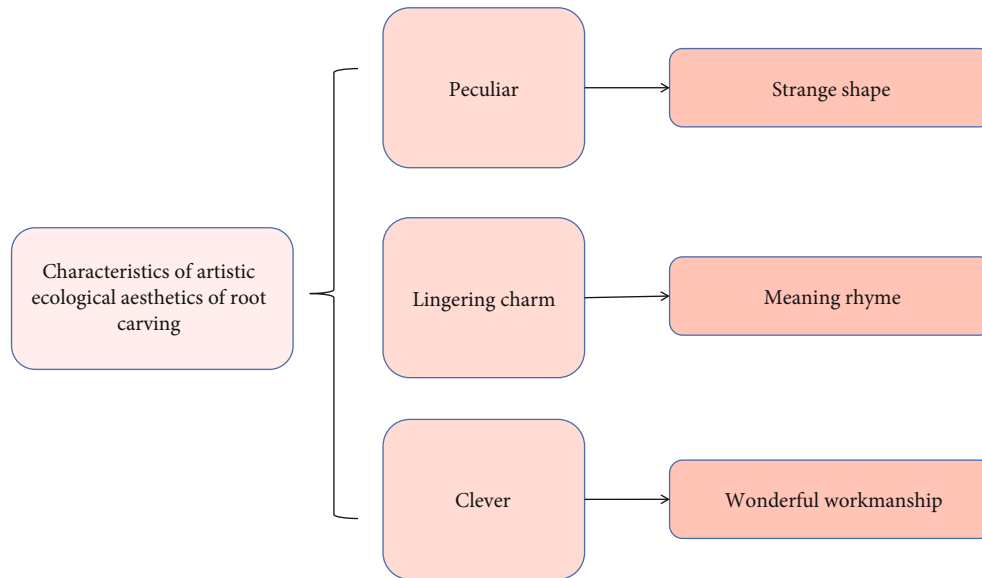 Characteristics of artistic
ecological aesthetics of root
carving
Peculiar
Strange shape
Lingering charm
Meaning rhyme
Clever
Wonderful workmanship